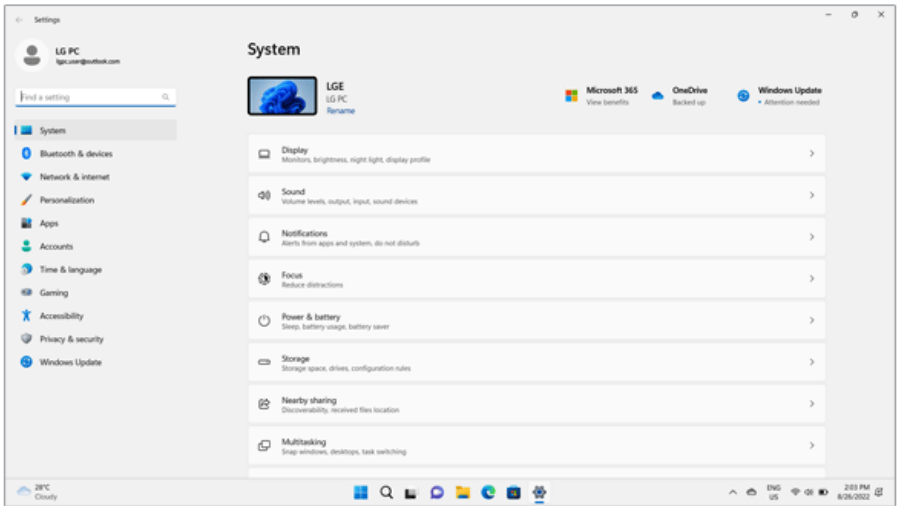 Settings
LG PC
lgpc.user@outlook.com
Find a setting
System
Bluetooth & devices
Network & internet
Personalization
Apps
Accounts
Time & language
Gaming
Accessibility
Privacy & security
Windows Update
System
LGE
LG PC
Rename
Microsoft 365
View benefits
OneDrive
Backed up
Windows Update
• Attention needed
Display
Monitors, brightness, night light, display profile
Sound
Volume levels, output, input, sound devices
Notifications
Alerts from apps and system, do not disturb
Focus
Reduce distractions
Power & battery
Sleep, battery usage, battery saver
Storage
Storage space, drives, configuration rules
Nearby sharing
Discoverability, received files location
Multitasking
Snap windows, desktops, task switching
28°C
Cloudy
ENG
US
2:03 PM
8/26/2022